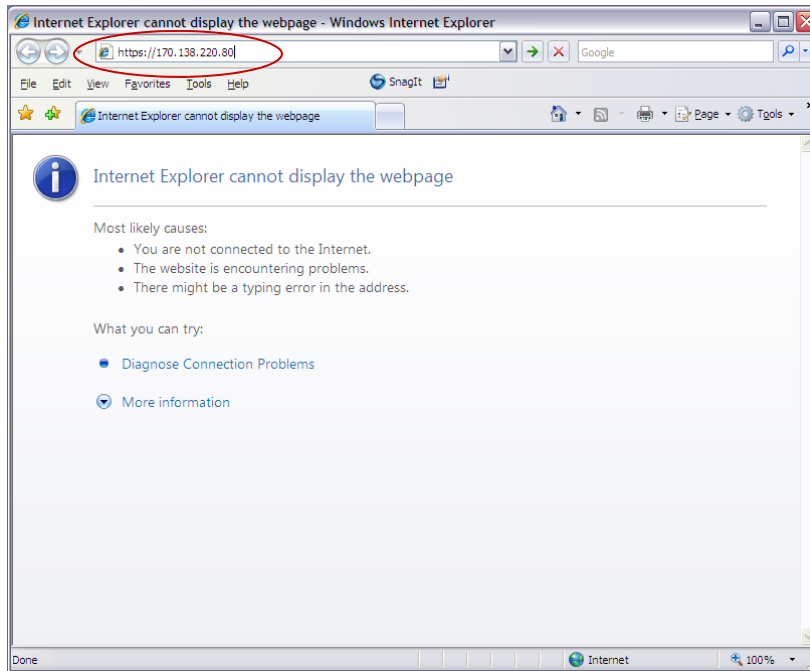 Internet Explorer cannot display the webpage - Windows Internet Explorer
https://170.138.220.80
Google
File Edit View Favorites Tools Help
SnagIt
Internet Explorer cannot display the webpage
Page Tools
Internet Explorer cannot display the webpage
Most likely causes:
You are not connected to the Internet.
The website is encountering problems.
There might be a typing error in the address.
What you can try:
Diagnose Connection Problems
More information
Done
Internet
100%